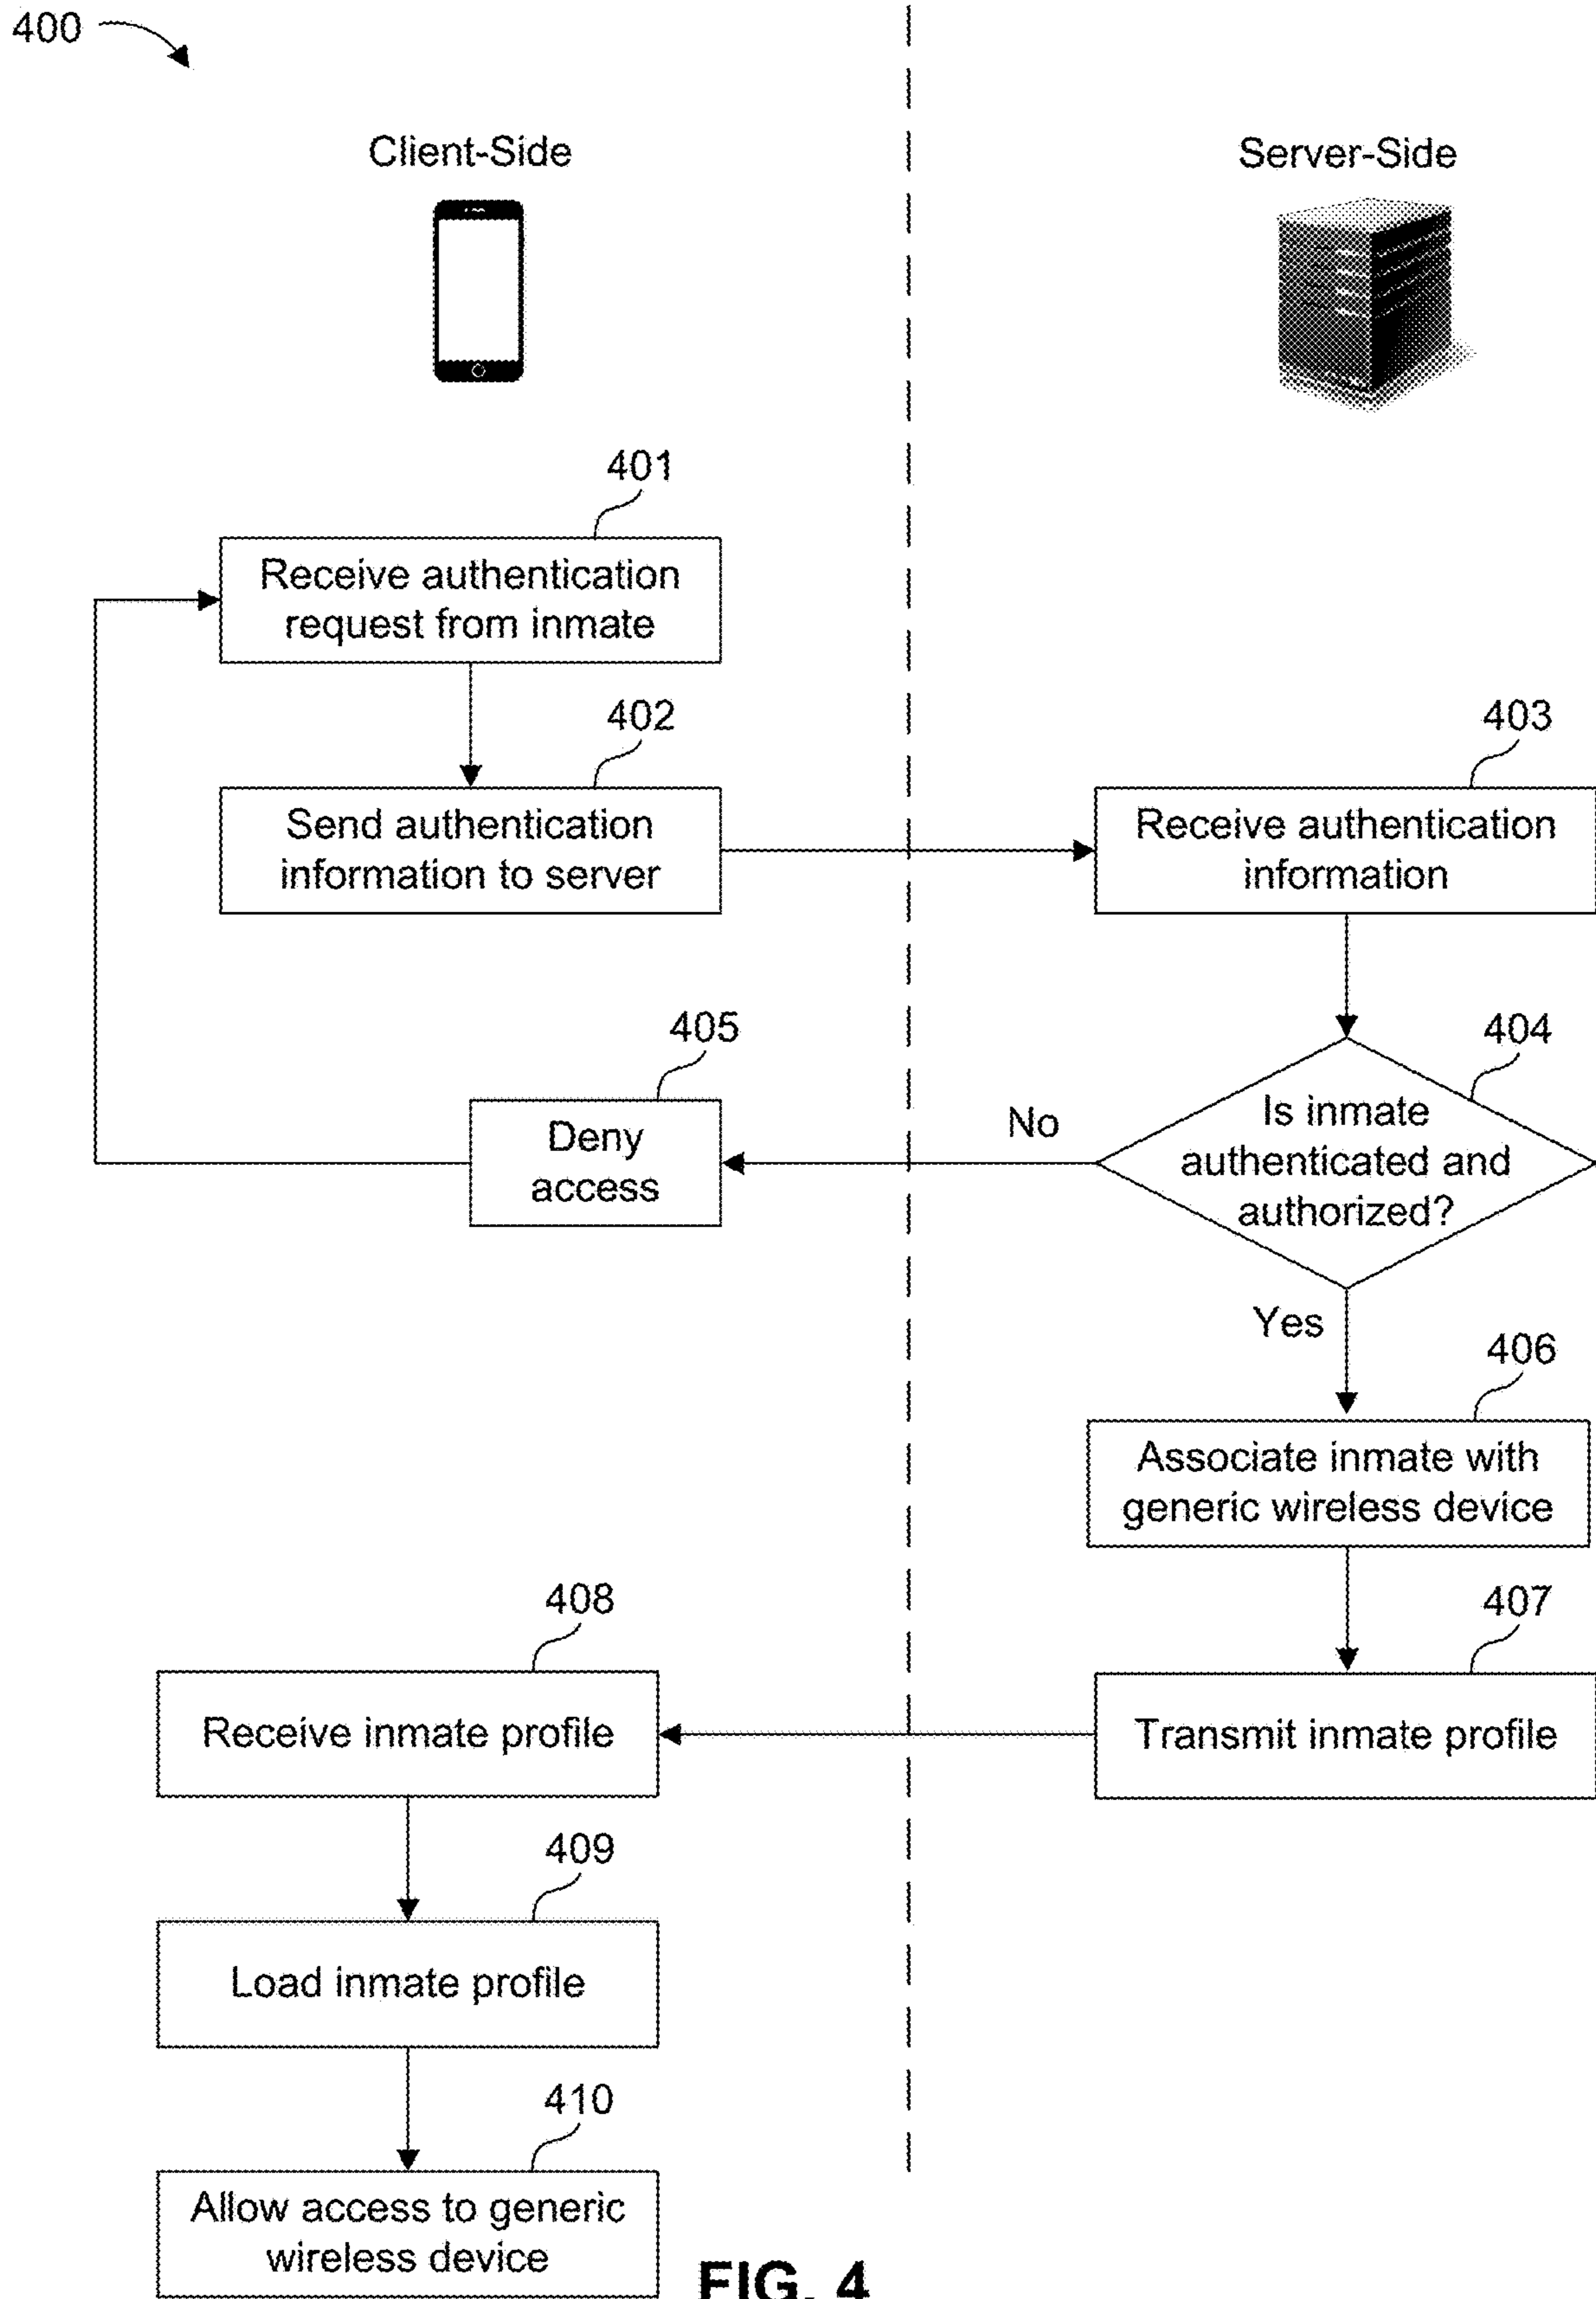 400
Client-Side
Server-Side
401
Receive authentication
request from inmate
402
Send authentication
information to server
403
Receive authentication
information
404
Is inmate
authenticated and
authorized?
No
405
Deny
access
Yes
406
Associate inmate with
generic wireless device
407
Transmit inmate profile
408
Receive inmate profile
409
Load inmate profile
410
Allow access to generic
wireless device
FIG. 4